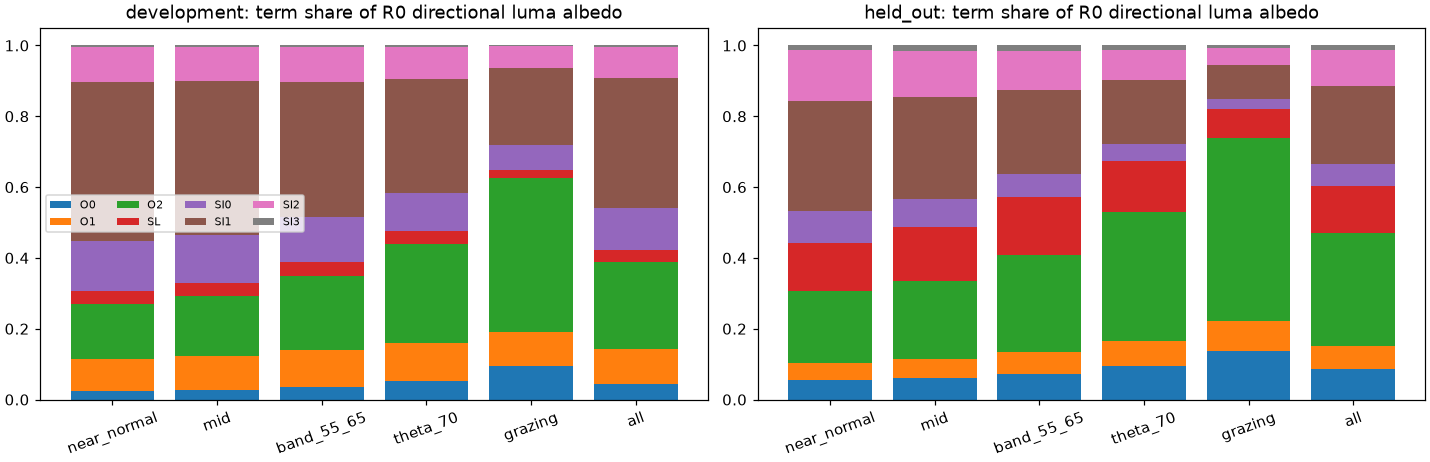 development: term share of R0 directional luma albedo
1.0
0.8
0.6
0.4
0.2
0.0
O0 O2 SI0 SI2
O1 SL SI1 SI3
near_normal mid band_55_65 theta_70 grazing all
held_out: term share of R0 directional luma albedo
1.0
0.8
0.6
0.4
0.2
0.0
near_normal mid band_55_65 theta_70 grazing all